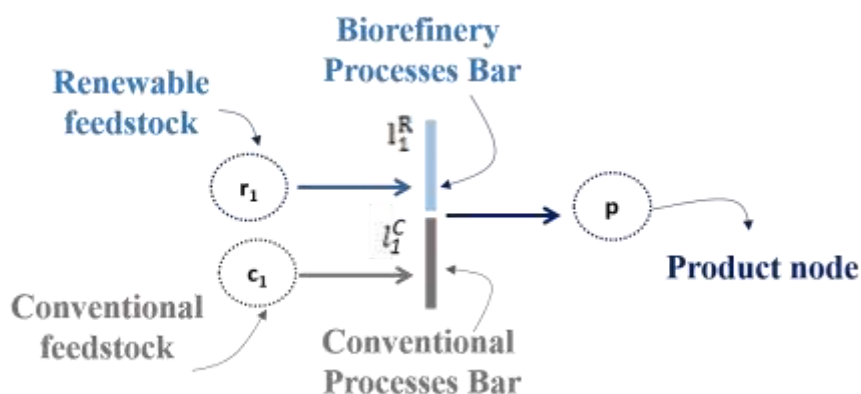 Biorefinery
Processes Bar
Renewable
feedstock
l₁ᴿ
r₁
p
l₁ᶜ
c₁
Product node
Conventional
feedstock
Conventional
Processes Bar